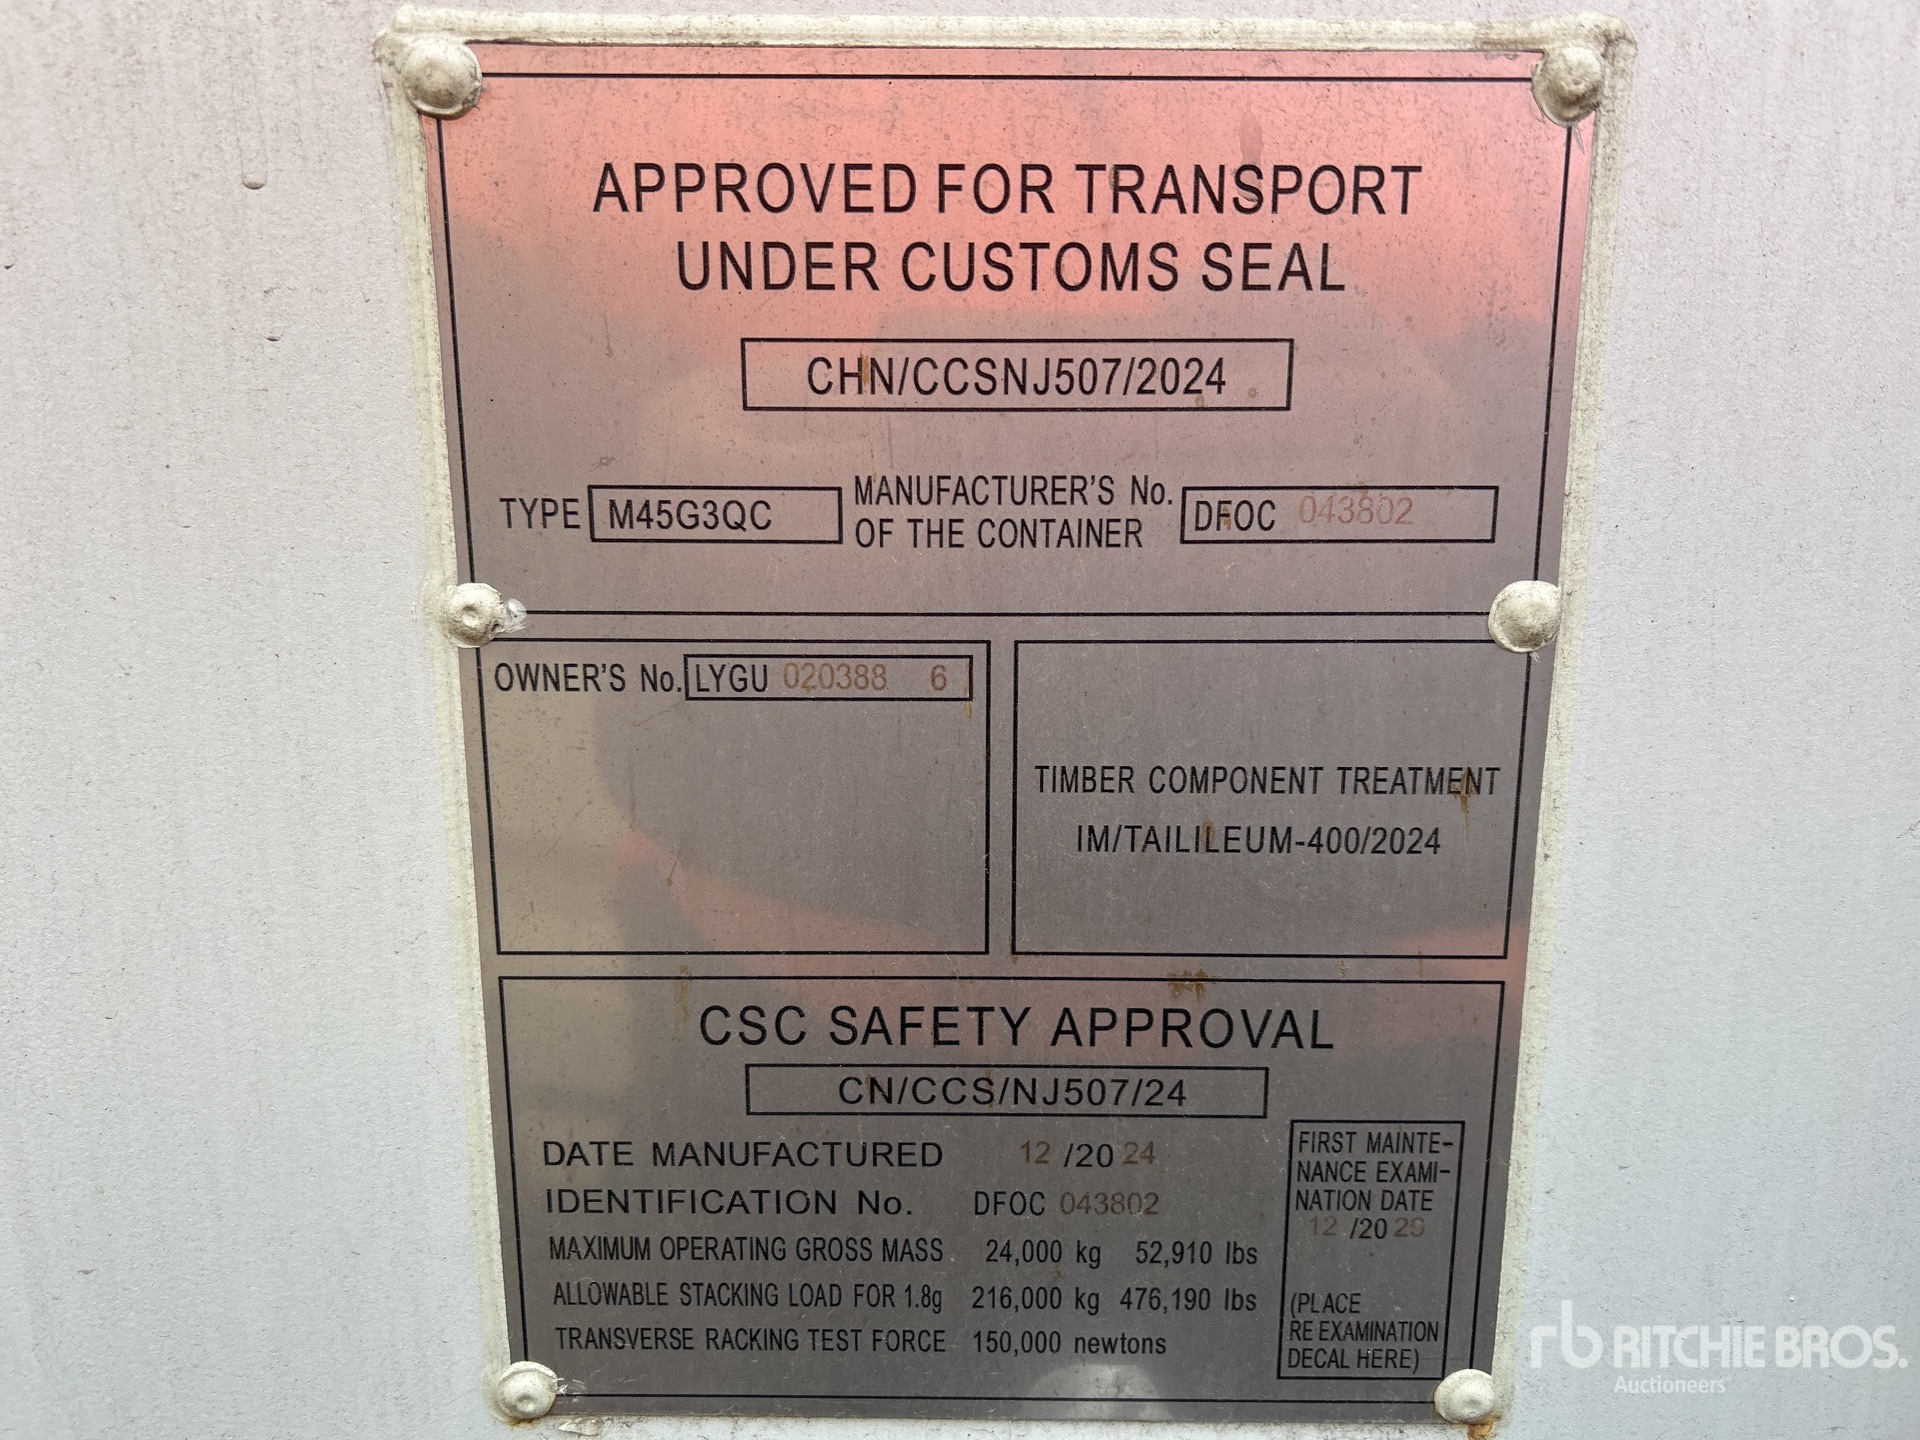 APPROVED FOR TRANSPORT
UNDER CUSTOMS SEAL
CHN/CCSNJ507/2024
TYPE M45G3QC
MANUFACTURER'S No.
OF THE CONTAINER
DFOC 043802
OWNER'S No. LYGU 020388 6
TIMBER COMPONENT TREATMENT
IM/TAILILEUM-400/2024
CSC SAFETY APPROVAL
CN/CCS/NJ507/24
DATE MANUFACTURED 12 /20 24
IDENTIFICATION No. DFOC 043802
MAXIMUM OPERATING GROSS MASS 24,000 kg 52,910 lbs
ALLOWABLE STACKING LOAD FOR 1.8g 216,000 kg 476,190 lbs
TRANSVERSE RACKING TEST FORCE 150,000 newtons
FIRST MAINTE-
NANCE EXAMI-
NATION DATE
12 /20 29
(PLACE
RE EXAMINATION
DECAL HERE)
rb RITCHIE BROS.
Auctioneers